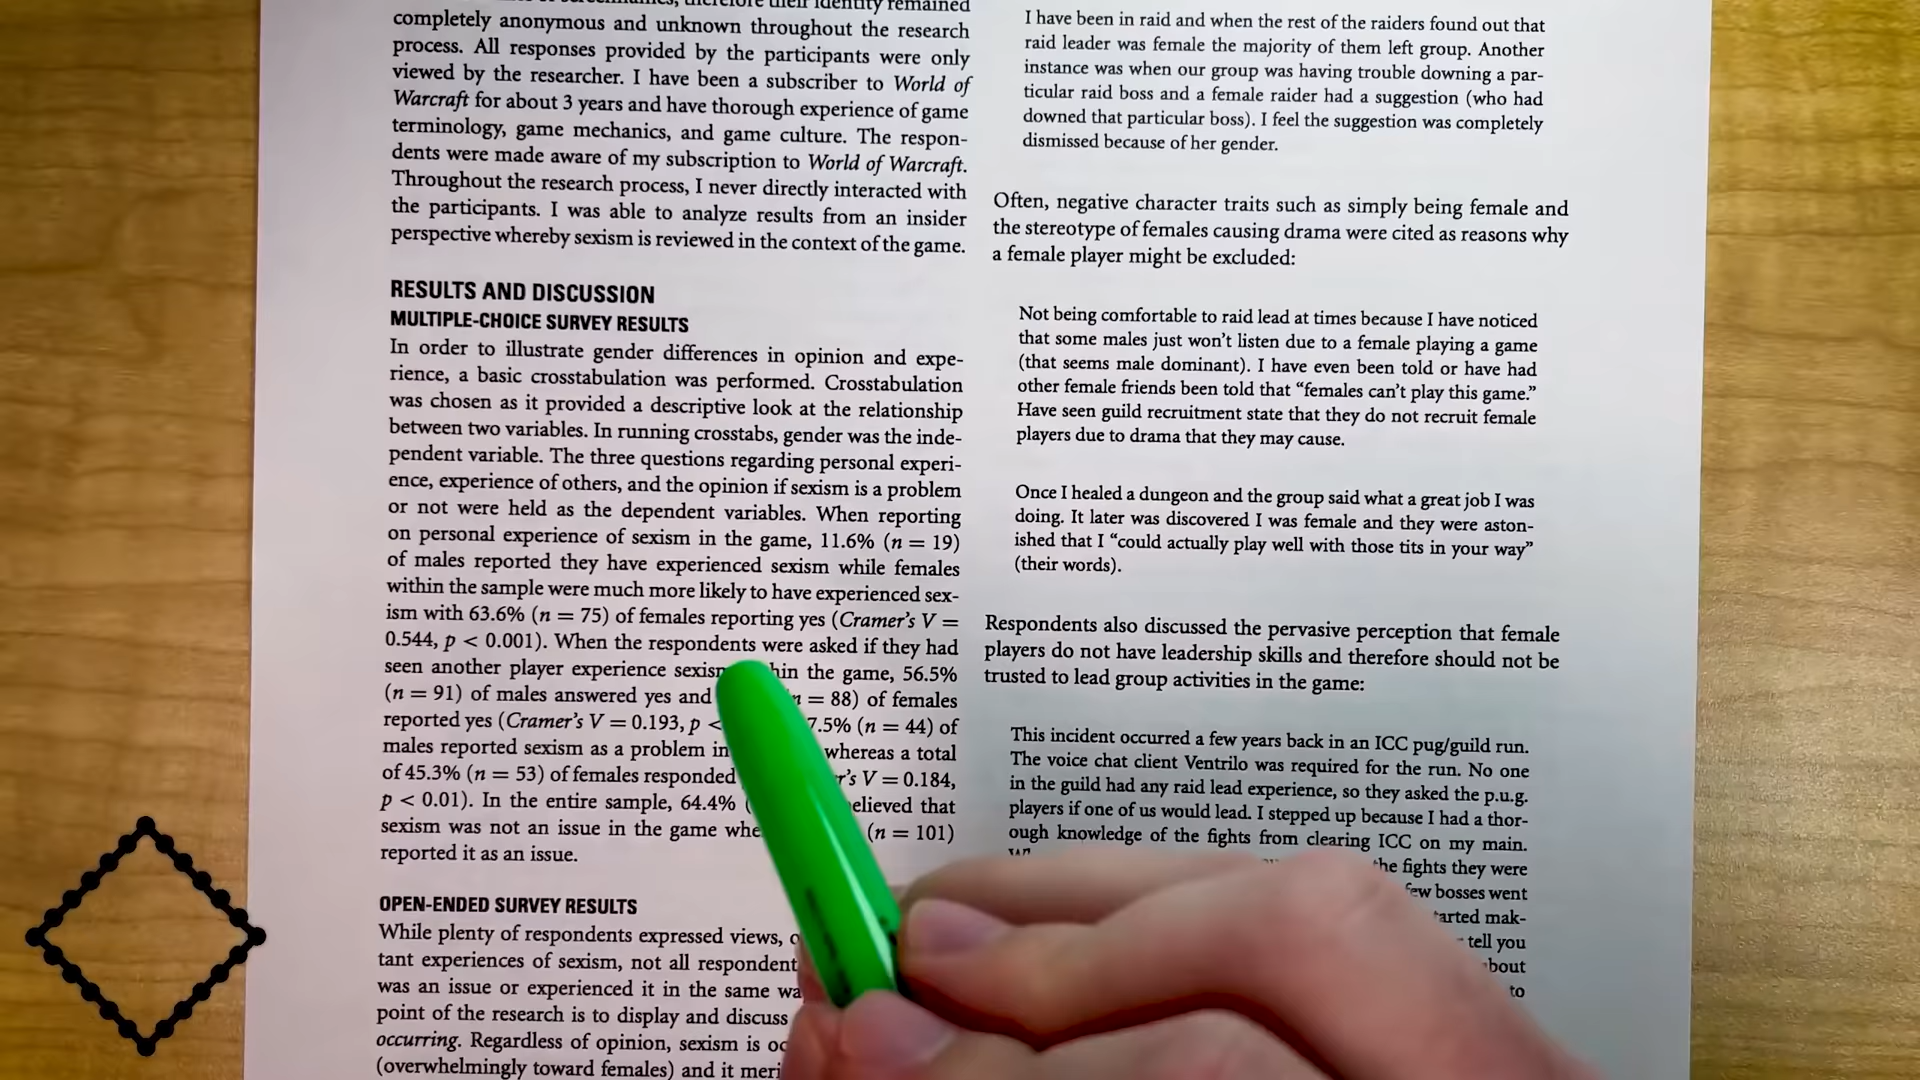 their identity remained
completely anonymous and unknown throughout the research
process. All responses provided by the participants were only
viewed by the researcher. I have been a subscriber to World of
Warcraft for about 3 years and have thorough experience of game
terminology, game mechanics, and game culture. The respon-
dents were made aware of my subscription to World of Warcraft.
Throughout the research process, I never directly interacted with
the participants. I was able to analyze results from an insider
perspective whereby sexism is reviewed in the context of the game.
RESULTS AND DISCUSSION
MULTIPLE-CHOICE SURVEY RESULTS
In order to illustrate gender differences in opinion and expe-
rience, a basic crosstabulation was performed. Crosstabulation
was chosen as it provided a descriptive look at the relationship
between two variables. In running crosstabs, gender was the inde-
pendent variable. The three questions regarding personal experi-
ence, experience of others, and the opinion if sexism is a problem
or not were held as the dependent variables. When reporting
on personal experience of sexism in the game, 11.6% (n = 19)
of males reported they have experienced sexism while females
within the sample were much more likely to have experienced sex-
ism with 63.6% (n = 75) of females reporting yes (Cramer's V =
0.544, p < 0.001). When the respondents were asked if they had
seen another player experience the game, 56.5%
(n = 91) of males answered yes and = 88) of females
reported yes (Cramer's V = 0.193, p < 7.5% (n = 44) of
males reported sexism as a problem in whereas a total
of 45.3% (n = 53) of females responded V = 0.184,
p < 0.01). In the entire sample, 64.4% that
sexism was not an issue in the game (n = 101)
reported it as an issue.
OPEN-ENDED SURVEY RESULTS
While plenty of respondents expressed views,
tant experiences of sexism, not all
was an issue or experienced it in the same
point of the research is to display and discuss
occurring. Regardless of opinion, sexism is
(overwhelmingly toward females) and it
I have been in raid and when the rest of the raiders found out that
raid leader was female the majority of them left group. Another
instance was when our group was having trouble downing a par-
ticular raid boss and a female raider had a suggestion (who had
downed that particular boss). I feel the suggestion was completely
dismissed because of her gender.
Often, negative character traits such as simply being female and
the stereotype of females causing drama were cited as reasons why
a female player might be excluded:
Not being comfortable to raid lead at times because I have noticed
that some males just won't listen due to a female playing a game
(that seems male dominant). I have even been told or have had
other female friends been told that “females can't play this game.”
Have seen guild recruitment state that they do not recruit female
players due to drama that they may cause.
Once I healed a dungeon and the group said what a great job I was
doing. It later was discovered I was female and they were aston-
ished that I “could actually play well with those tits in your way”
(their words).
Respondents also discussed the pervasive perception that female
players do not have leadership skills and therefore should not be
trusted to lead group activities in the game:
This incident occurred a few years back in an ICC pug/guild run.
The voice chat client Ventrilo was required for the run. No one
in the guild had any raid lead experience, so they asked the p.u.g.
players if one of us would lead. I stepped up because I had a thor-
ough knowledge of the fights from clearing ICC on my main.
the fights they were
few bosses went
mak-
tell you
to